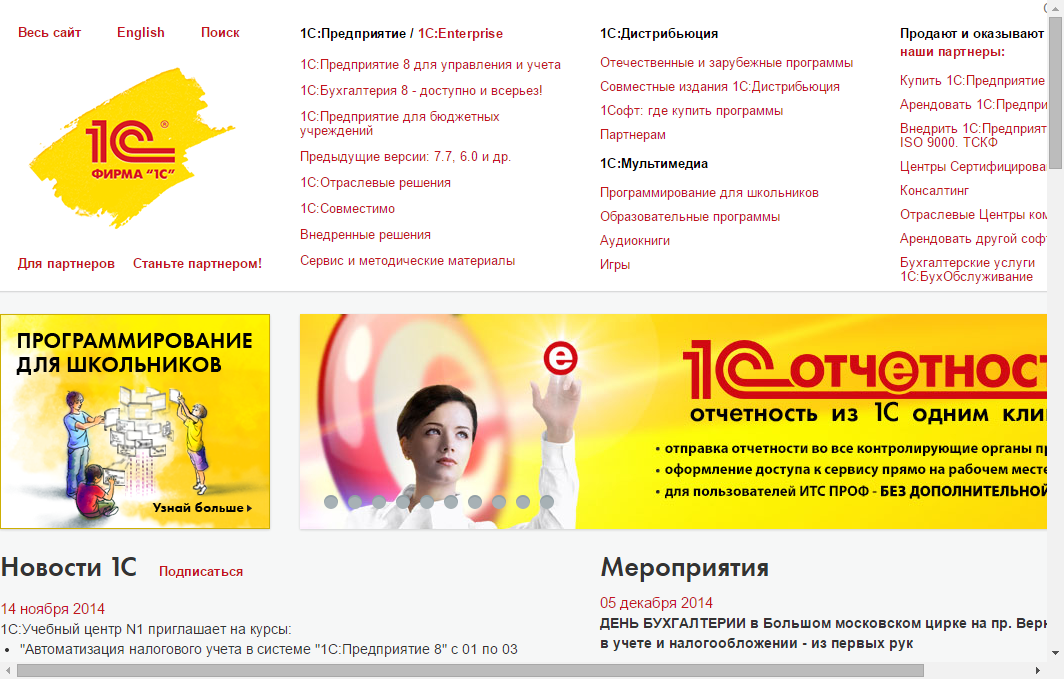 Весь сайт English Поиск
1С®
ФИРМА "1С"
Для партнеров Станьте партнером!
1С:Предприятие / 1C:Enterprise
1С:Предприятие 8 для управления и учета
1С:Бухгалтерия 8 - доступно и всерьез!
1С:Предприятие для бюджетных
учреждений
Предыдущие версии: 7.7, 6.0 и др.
1С:Отраслевые решения
1С:Совместимо
Внедренные решения
Сервис и методические материалы
1С:Дистрибьюция
Отечественные и зарубежные программы
Совместные издания 1С:Дистрибьюция
1Софт: где купить программы
Партнерам
1С:Мультимедиа
Программирование для школьников
Образовательные программы
Аудиокниги
Игры
Продают и оказывают
наши партнеры:
Купить 1С:Предприятие
Арендовать 1С:Предпри
Внедрить 1С:Предприят
ISO 9000. ТСКФ
Центры Сертифицирова
Консалтинг
Отраслевые Центры ком
Арендовать другой соф
Бухгалтерские услуги
1С:БухОбслуживание
ПРОГРАММИРОВАНИЕ
ДЛЯ ШКОЛЬНИКОВ
Узнай больше
е
1С отчетност
отчетность из 1С одним кли
• отправка отчетности во все контролирующие органы п
• оформление доступа к сервису прямо на рабочем месте
• для пользователей ИТС ПРОФ - БЕЗ ДОПОЛНИТЕЛЬНОЙ
Новости 1С Подписаться
14 ноября 2014
1С:Учебный центр N1 приглашает на курсы:
• "Автоматизация налогового учета в системе "1С:Предприятие 8" с 01 по 03
Мероприятия
05 декабря 2014
ДЕНЬ БУХГАЛТЕРИИ в Большом московском цирке на пр. Верн
в учете и налогообложении - из первых рук